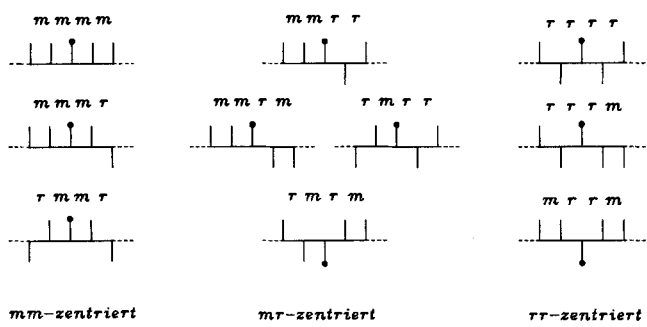 m m m m
m m r r
r r r r
m m m r
m m r m
r m r r
r r r m
r m m r
r m r m
m r r m
mm-zentriert
mr-zentriert
rr-zentriert